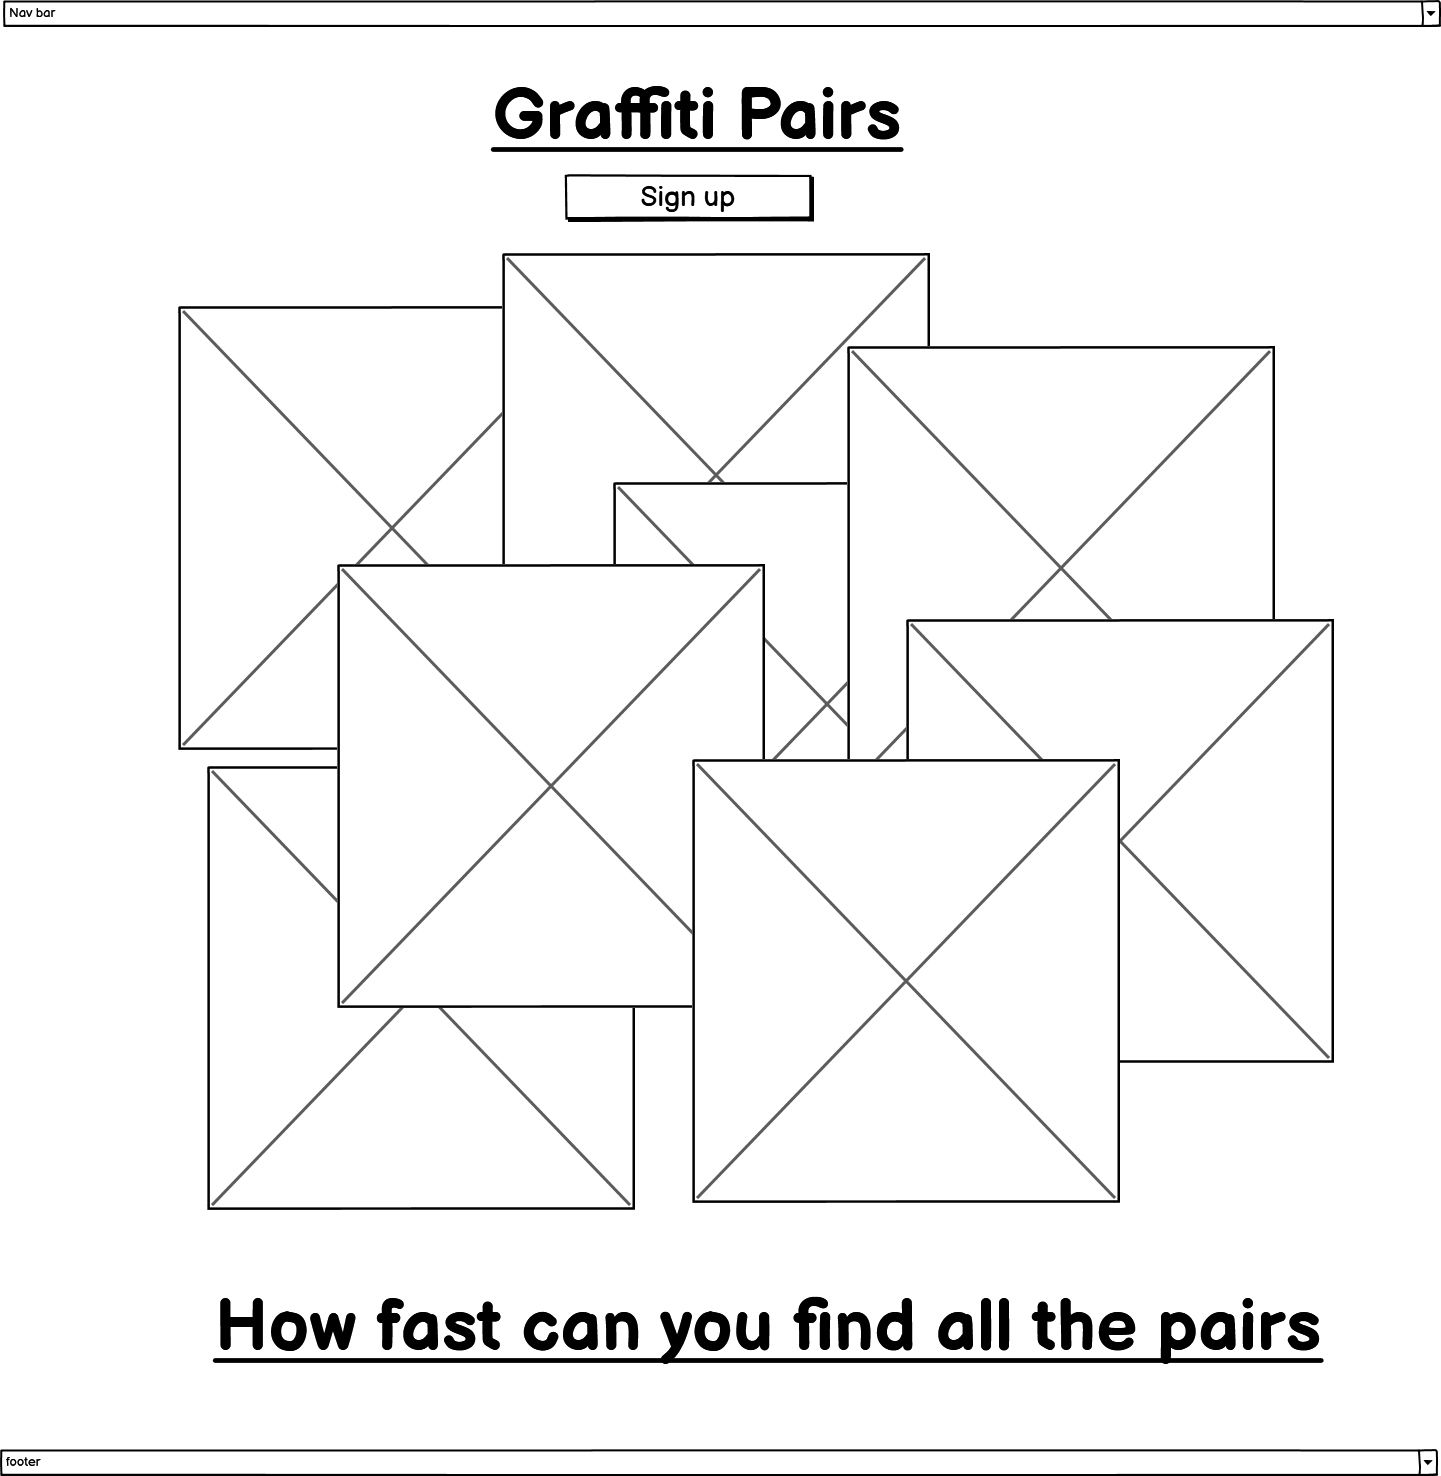 Nav bar
Graffiti Pairs
Sign up
How fast can you find all the pairs
footer